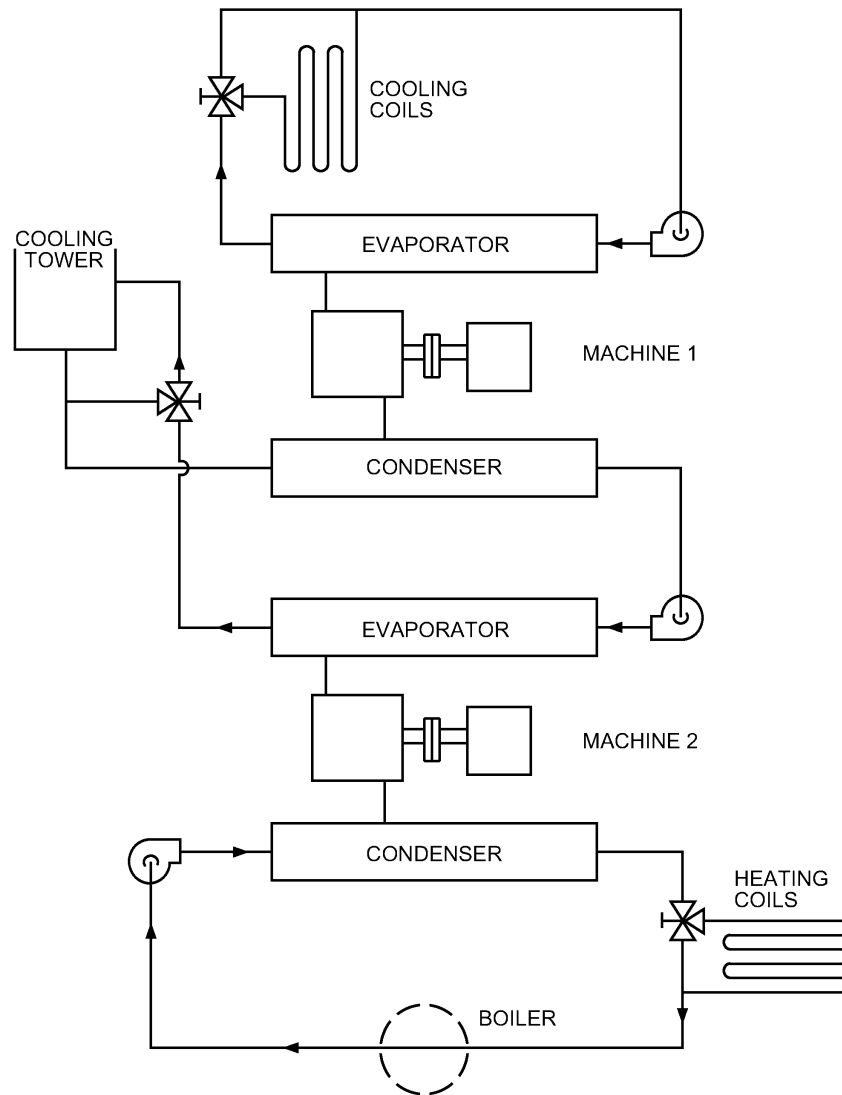 COOLING
COILS
EVAPORATOR
COOLING
TOWER
MACHINE 1
CONDENSER
EVAPORATOR
MACHINE 2
CONDENSER
HEATING
COILS
BOILER